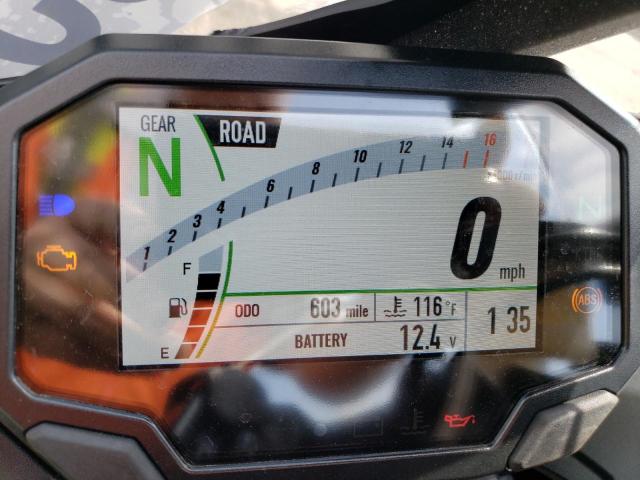 GEAR
ROAD
N
1 2 3 4 6 8 10 12 14 16
0
mph
F
E
ODO 603 mile 116 °F
BATTERY 12.4 V
1 35
ABS
N